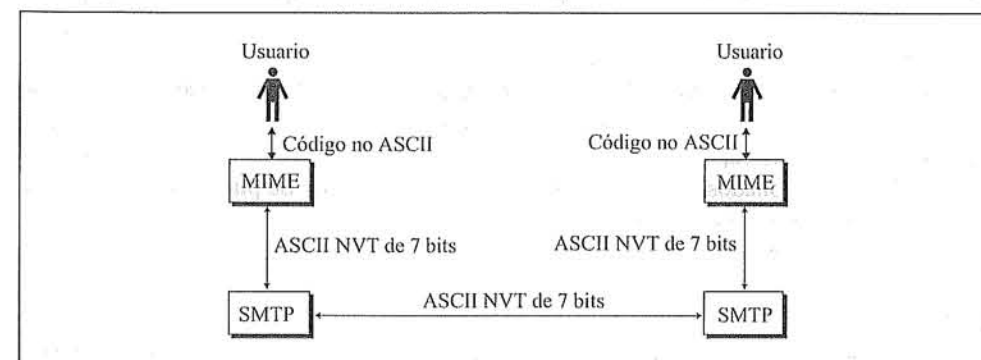 Usuario
Usuario
Código no ASCII
Código no ASCII
MIME
MIME
ASCII NVT de 7 bits
ASCII NVT de 7 bits
ASCII NVT de 7 bits
SMTP
SMTP